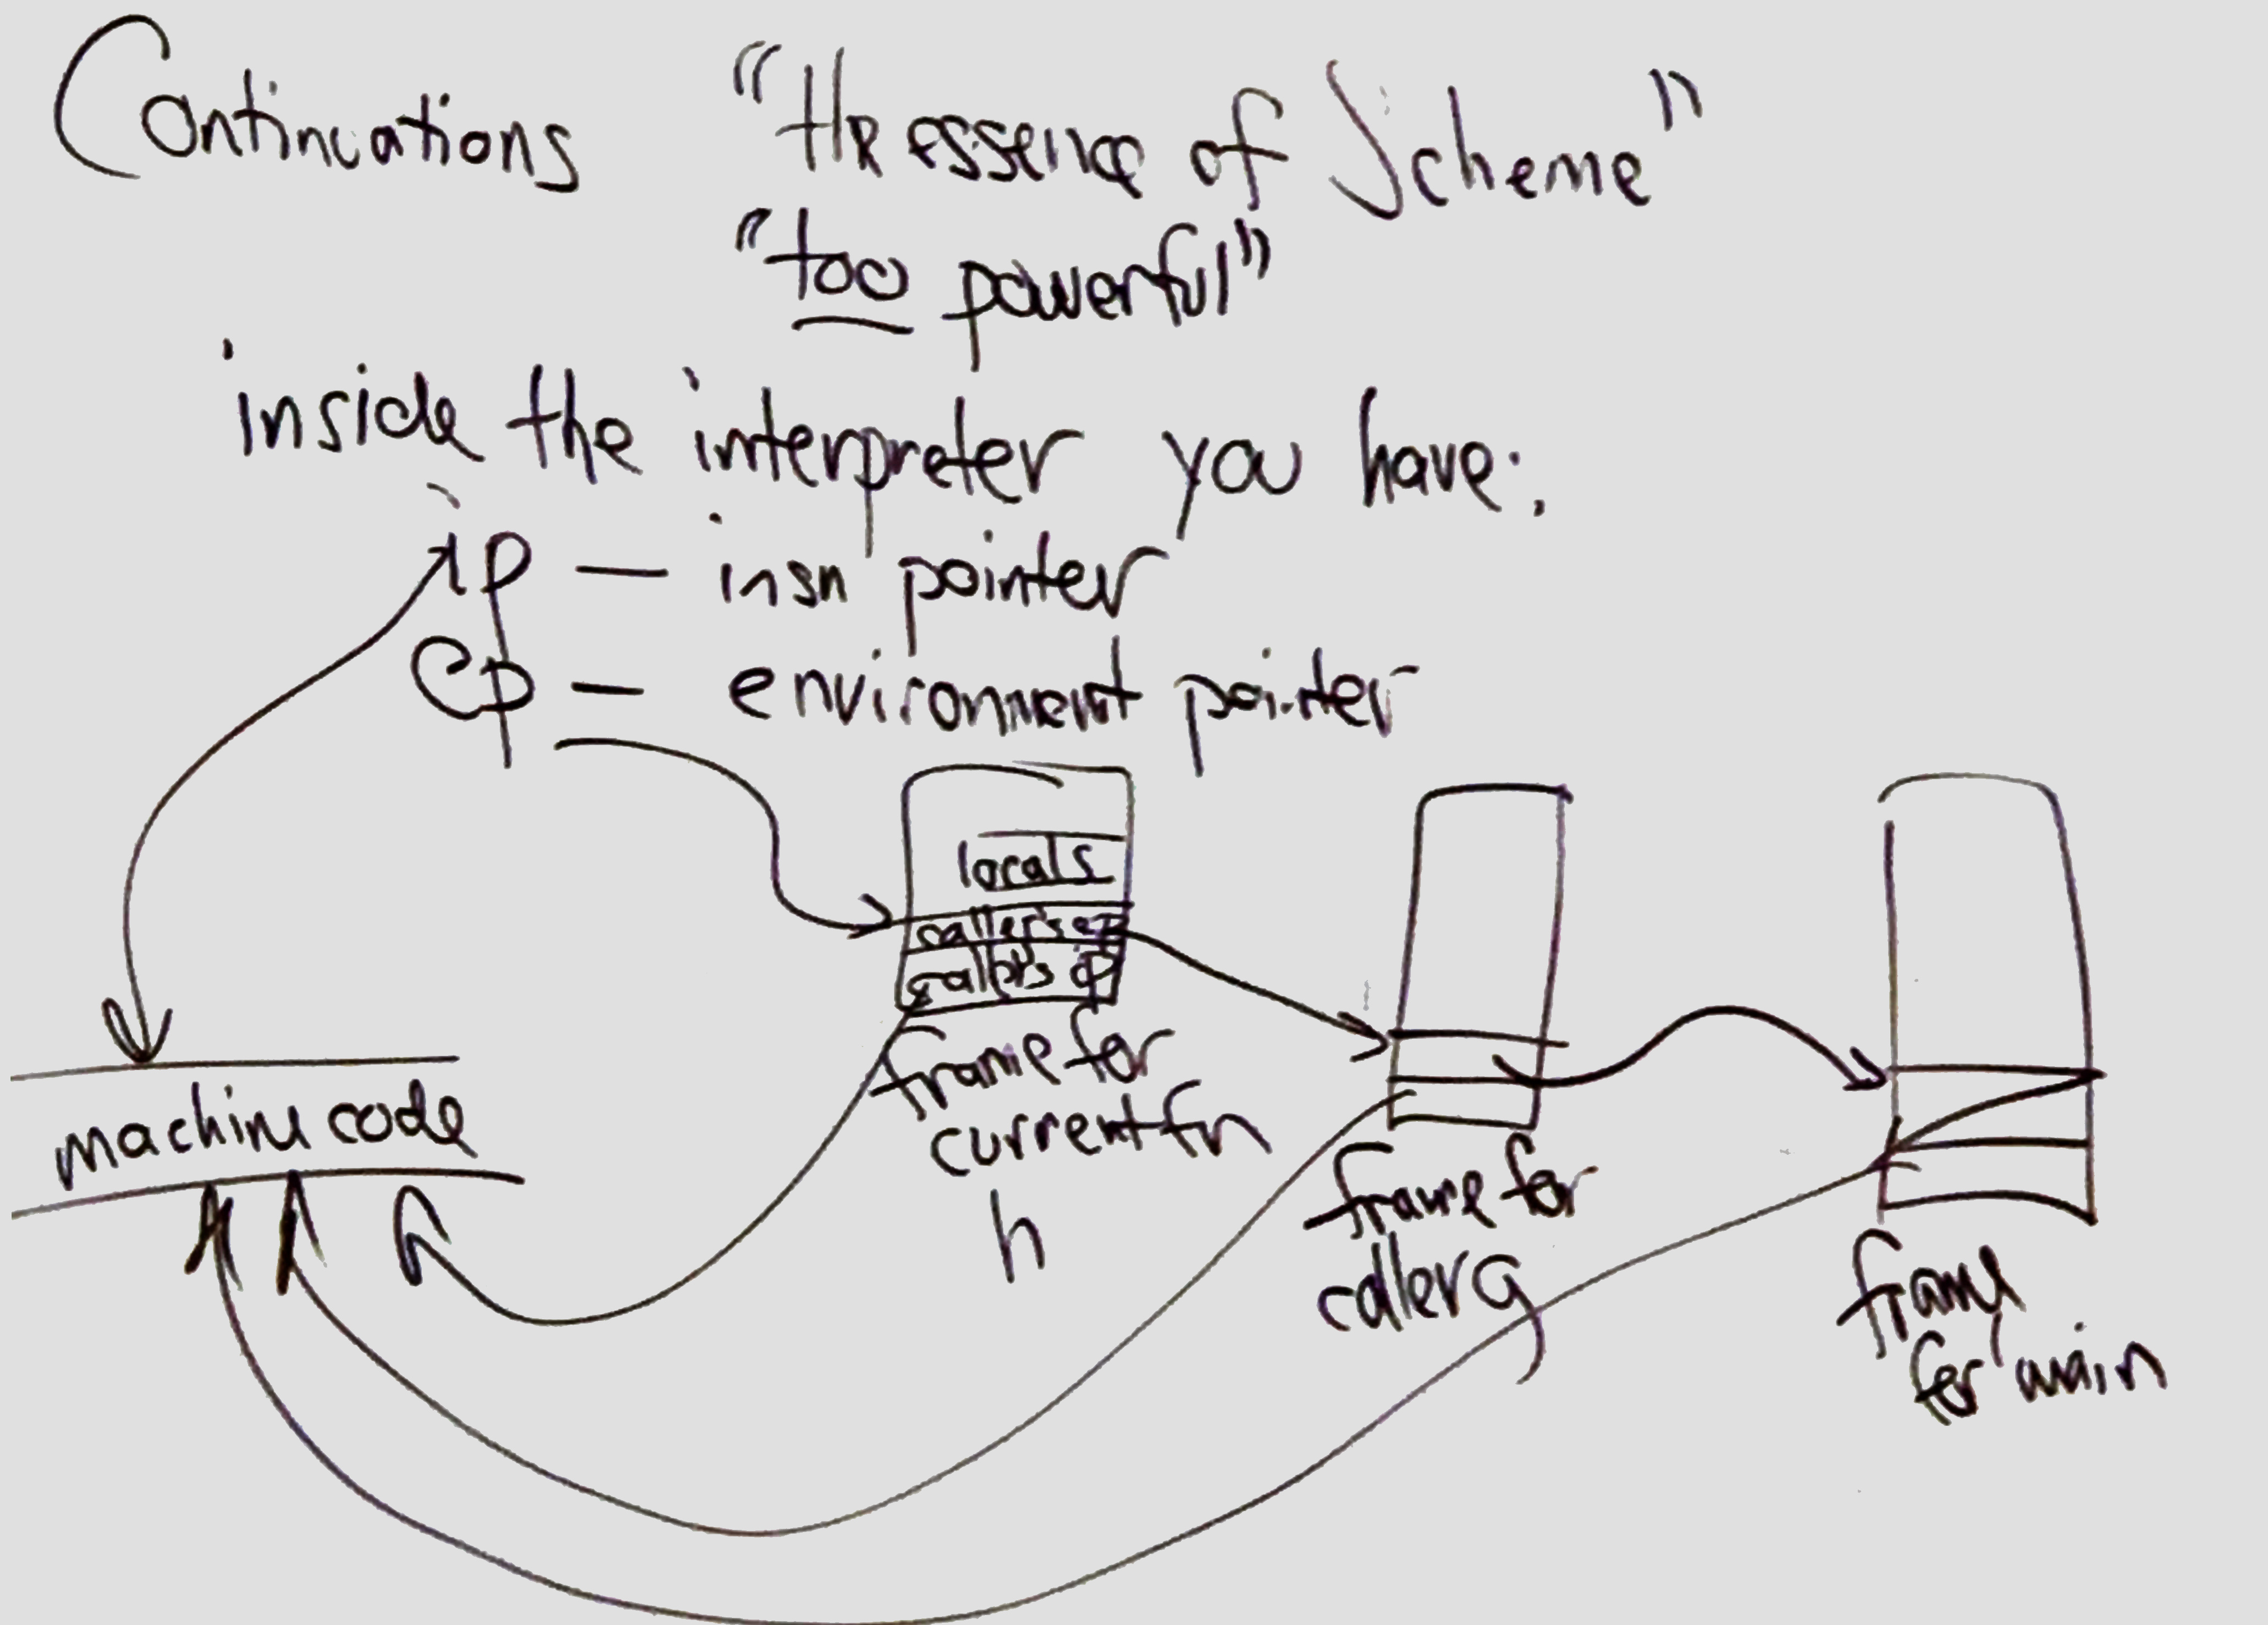 Continuations "the essence of Scheme"
"too powerful"
inside the interpreter you have:
ip — insn pointer
ep — environment pointer
locals
caller's ep
caller's ip
machine code
frame for
current fn
h
frame for
caller g
frame
for main